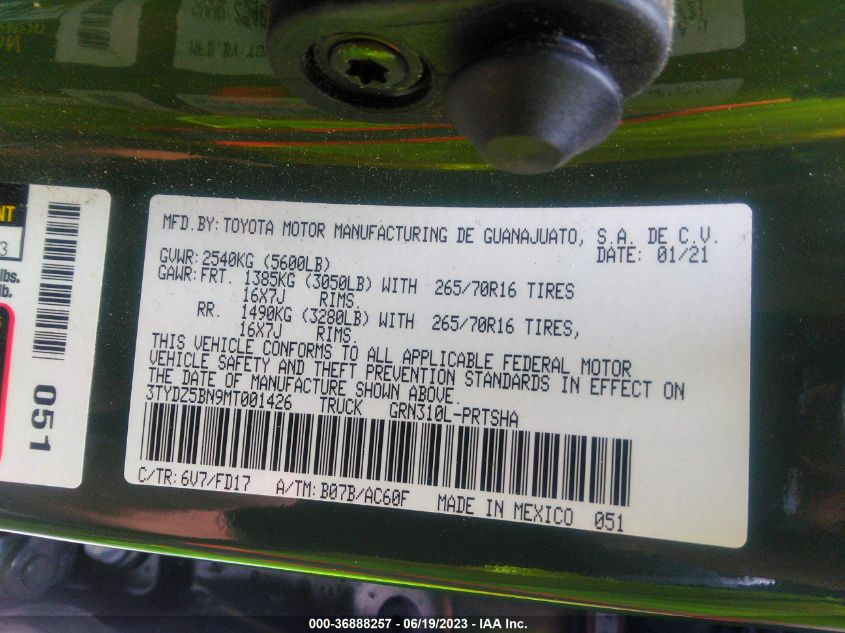 MFD.BY: TOYOTA MOTOR MANUFACTURING DE GUANAJUATO, S.A. DE C.V.
GVWR: 2540KG (5600LB) DATE: 01/21
GAWR: FRT. 1385KG (3050LB) WITH 265/70R16 TIRES
16X7J RIMS.
RR. 1490KG (3280LB) WITH 265/70R16 TIRES,
16X7J RIMS.
THIS VEHICLE CONFORMS TO ALL APPLICABLE FEDERAL MOTOR
VEHICLE SAFETY AND THEFT PREVENTION STANDARDS IN EFFECT ON
THE DATE OF MANUFACTURE SHOWN ABOVE.
3TYDZ5BN9MT001426 TRUCK GRN310L-PRTSHA
C/TR: 6V7/FD17 A/TM: B07B/AC60F MADE IN MEXICO 051
NT
3
lbs.
lb.
051
000-36888257 - 06/19/2023 - IAA Inc.